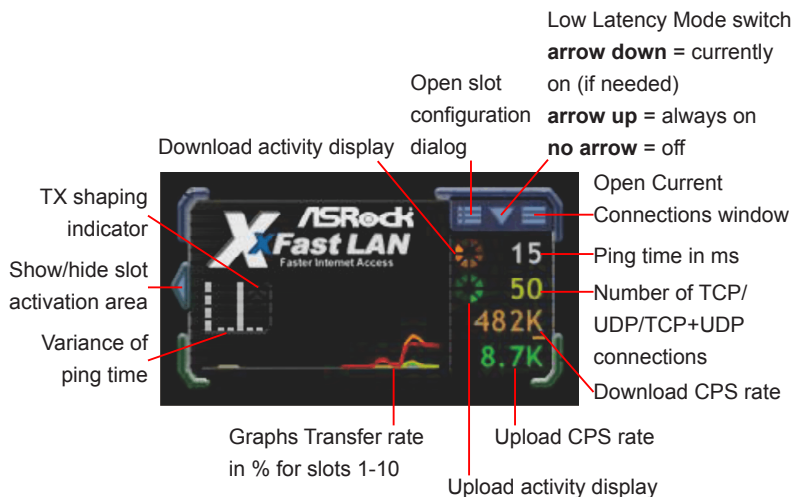 Low Latency Mode switch
arrow down = currently
on (if needed)
arrow up = always on
no arrow = off
Open slot
configuration
dialog
Download activity display
TX shaping
indicator
Show/hide slot
activation area
Variance of
ping time
ASRock
XFast LAN
Faster Internet Access
15
50
482K
8.7K
Open Current
Connections window
Ping time in ms
Number of TCP/
UDP/TCP+UDP
connections
Download CPS rate
Graphs Transfer rate
in % for slots 1-10
Upload CPS rate
Upload activity display